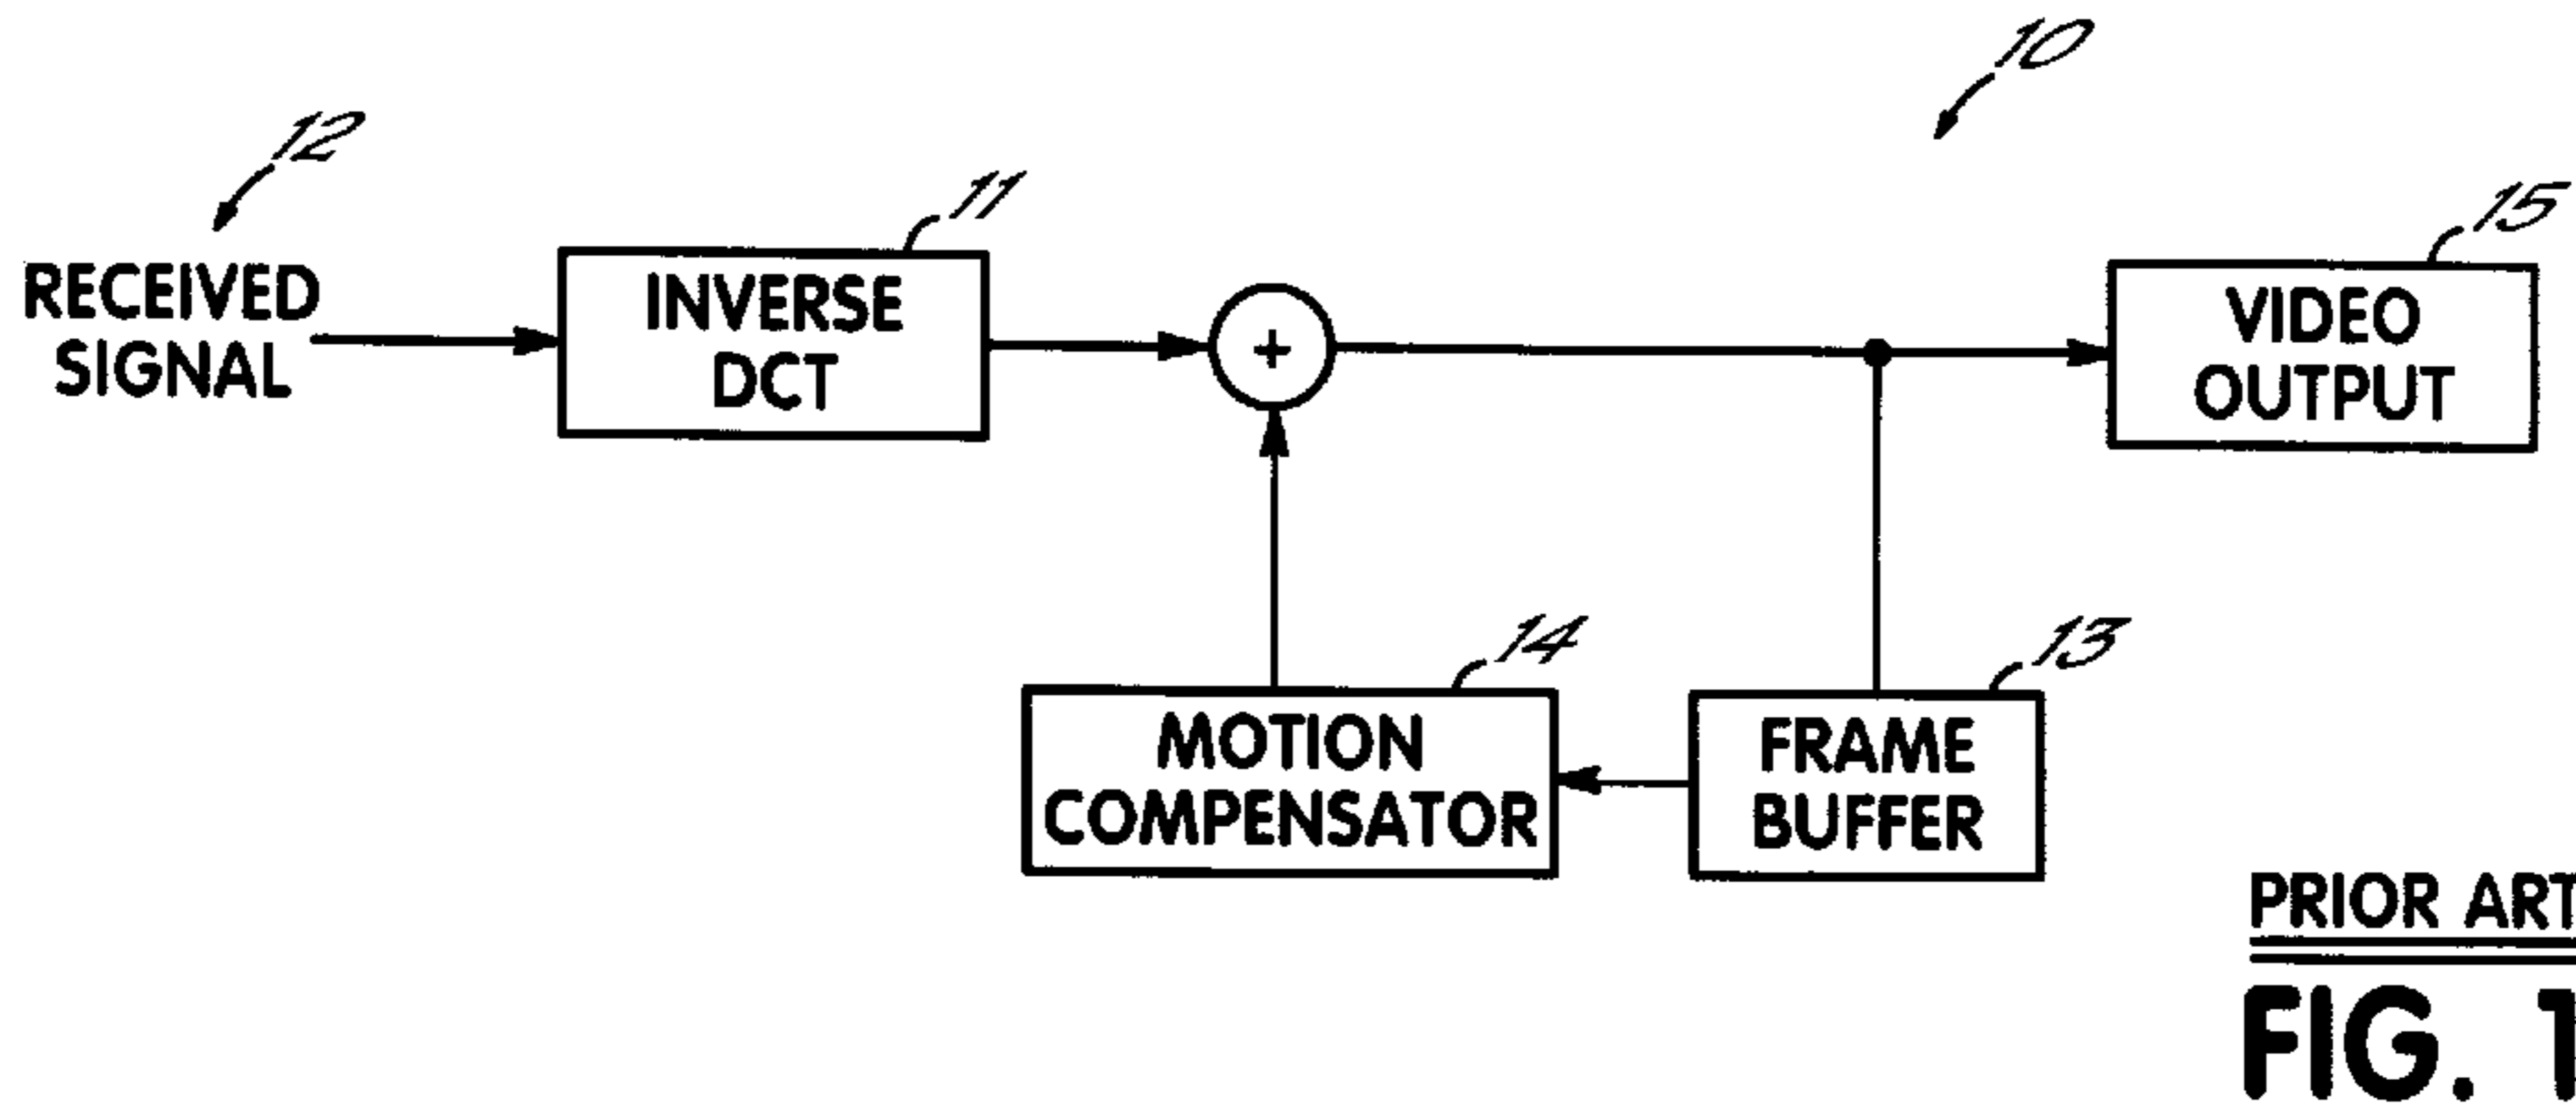 10
12
11
15
RECEIVED
SIGNAL
INVERSE
DCT
+
VIDEO
OUTPUT
14
13
MOTION
COMPENSATOR
FRAME
BUFFER
PRIOR ART
FIG. 1